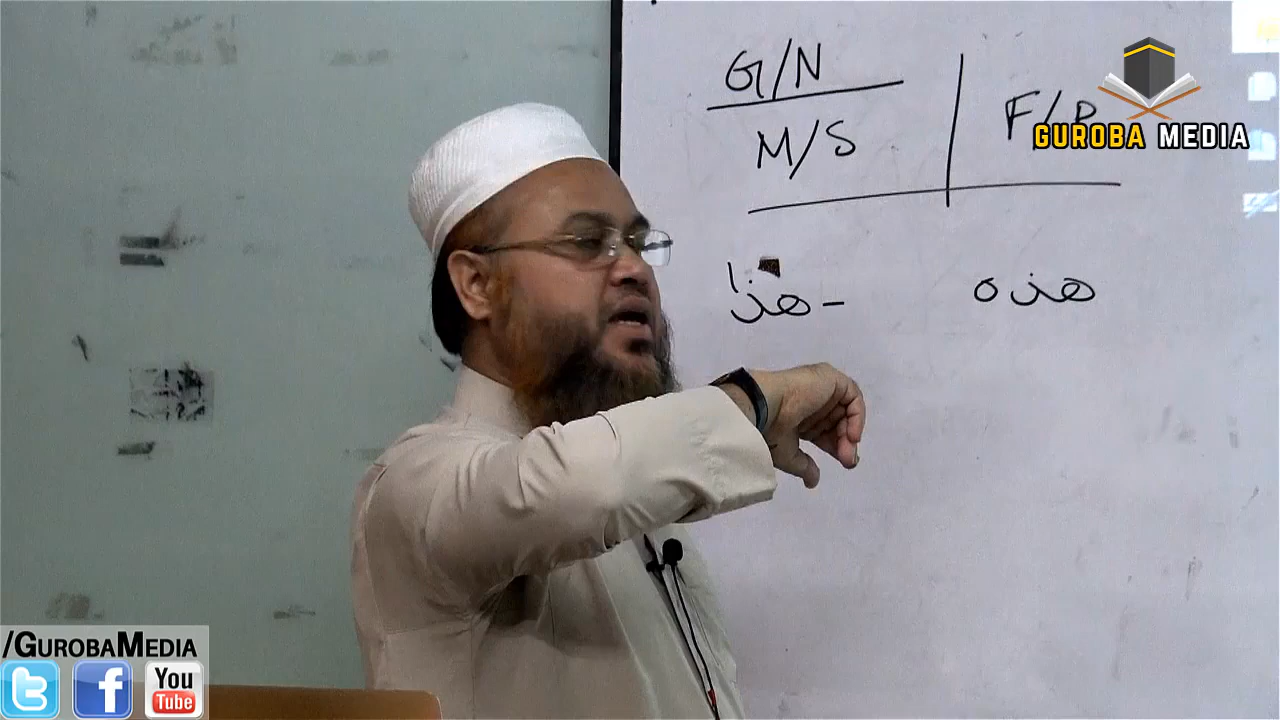 G/N
M/S
F/P
GUROBA MEDIA
هذا -
هذه
/GUROBAMEDIA
You
Tube